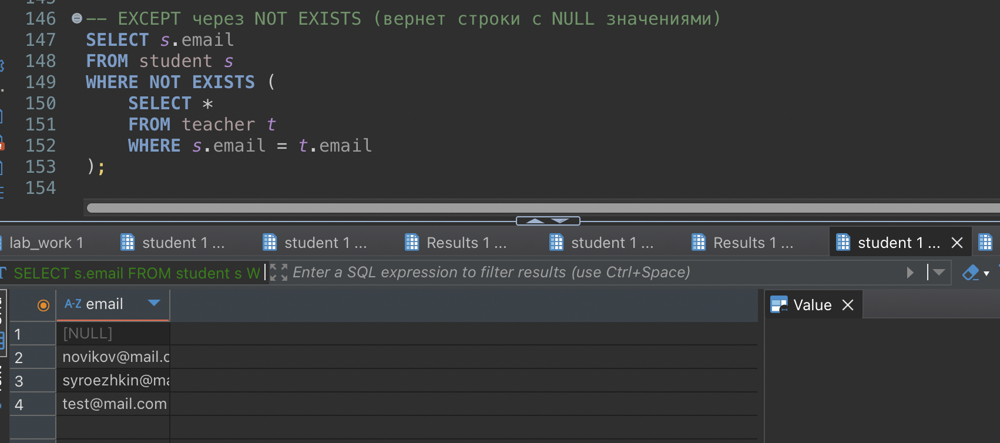 145
146 -- EXCEPT через NOT EXISTS (вернет строки с NULL значениями)
147 SELECT s.email
148 FROM student s
149 WHERE NOT EXISTS (
150 SELECT *
151 FROM teacher t
152 WHERE s.email = t.email
153 );
154
lab_work 1 student 1 ... student 1 ... Results 1 ... student 1 ... Results 1 ... student 1 ...
SELECT s.email FROM student s W Enter a SQL expression to filter results (use Ctrl+Space)
A-Z email Value
1 [NULL]
2 novikov@mail.c
3 syroezhkin@ma
4 test@mail.com